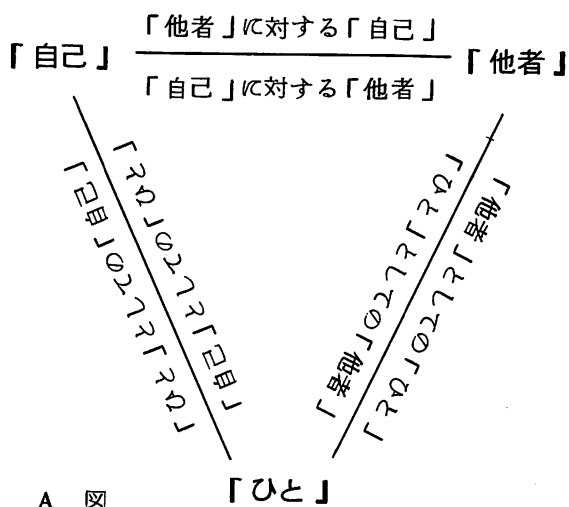 「他者」に対する「自己」
『自己』
『他者』
「自己」に対する「他者」
「自己」としての「ひと」
「ひと」としての「自己」
「ひと」としての「他者」
「他者」としての「ひと」
『ひと』
A 図